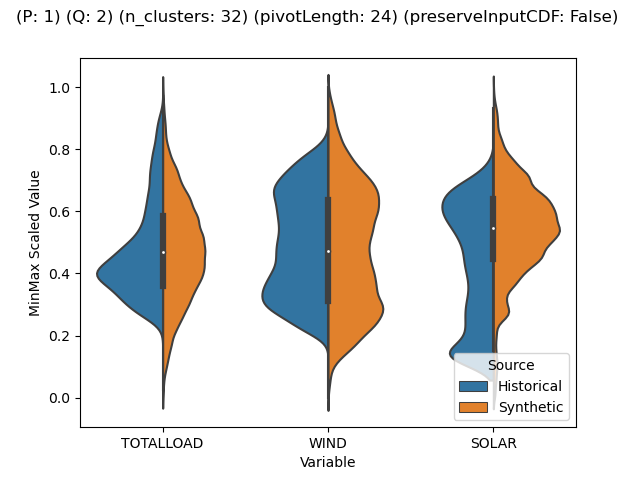 (P: 1) (Q: 2) (n_clusters: 32) (pivotLength: 24) (preserveInputCDF: False)
1.0
0.8
0.6
0.4
0.2
0.0
MinMax Scaled Value
Source
Historical
Synthetic
TOTALLOAD WIND SOLAR
Variable